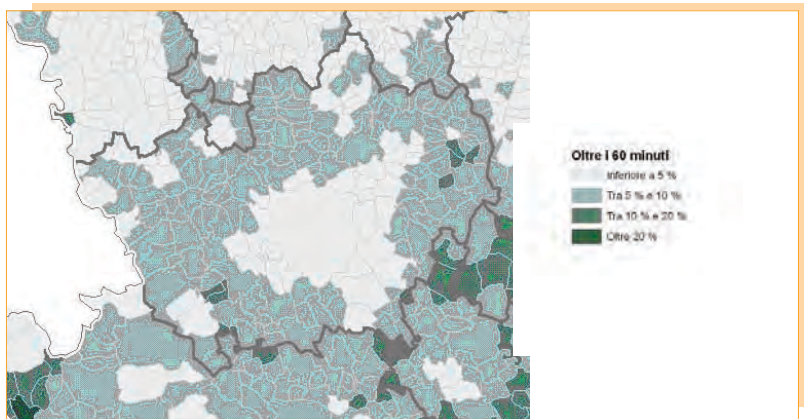 Oltre i 60 minuti
Inferiore a 5 %
Tra 5 % e 10 %
Tra 10 % e 20 %
Oltre 20 %